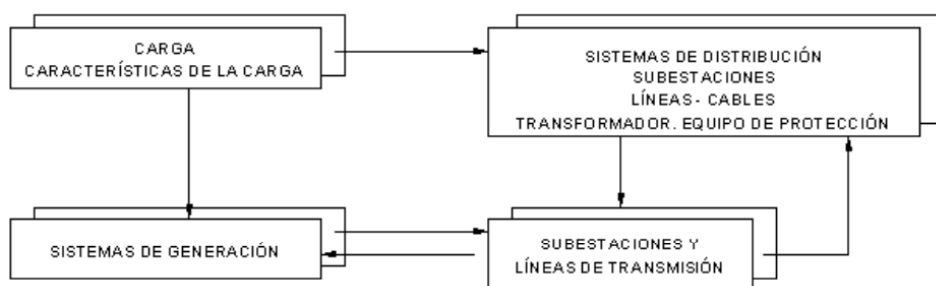 CARGA
CARACTERÍSTICAS DE LA CARGA
SISTEMAS DE DISTRIBUCIÓN
SUBESTACIONES
LÍNEAS- CABLES
TRANSFORMADOR. EQUIPO DE PROTECCIÓN
SISTEMAS DE GENERACIÓN
SUBESTACIONES Y
LÍNEAS DE TRANSMISIÓN